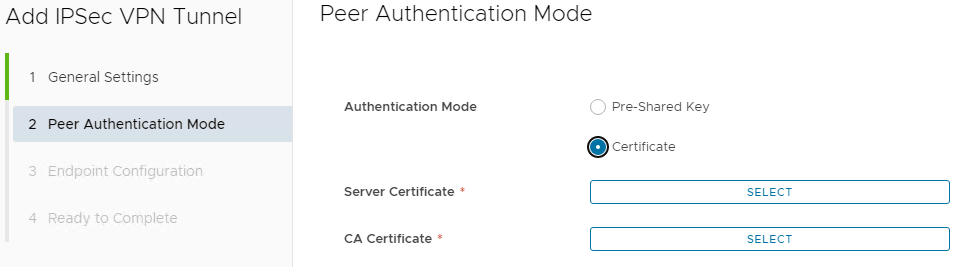 Add IPSec VPN Tunnel
1 General Settings
2 Peer Authentication Mode
3 Endpoint Configuration
4 Ready to Complete
Peer Authentication Mode
Authentication Mode
Pre-Shared Key
Certificate
Server Certificate *
SELECT
CA Certificate *
SELECT